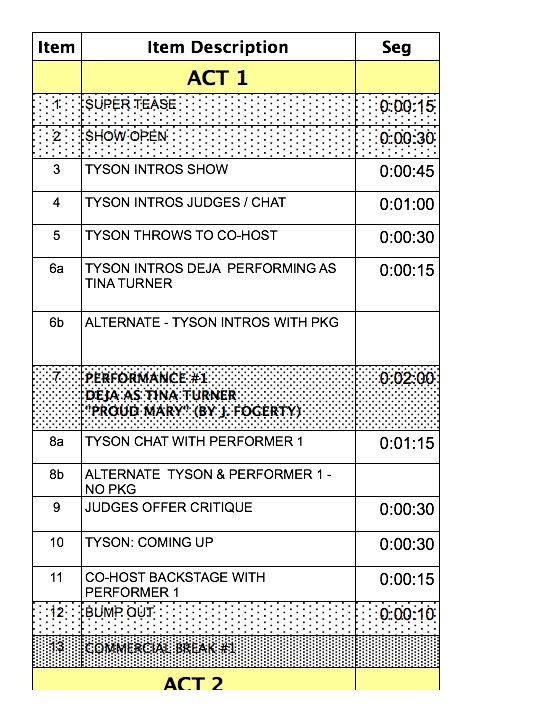 Item Item Description Seg
ACT 1
1 SUPER TEASE 0:00:15
2 SHOW OPEN 0:00:30
3 TYSON INTROS SHOW 0:00:45
4 TYSON INTROS JUDGES / CHAT 0:01:00
5 TYSON THROWS TO CO-HOST 0:00:30
6a TYSON INTROS DEJA  PERFORMING AS 0:00:15
TINA TURNER
6b ALTERNATE - TYSON INTROS WITH PKG
7 PERFORMANCE #1 0:02:00
DEJA AS TINA TURNER
"PROUD MARY" (BY J. FOGERTY)
8a TYSON CHAT WITH PERFORMER 1 0:01:15
8b ALTERNATE  TYSON & PERFORMER 1 -
NO PKG
9 JUDGES OFFER CRITIQUE 0:00:30
10 TYSON: COMING UP 0:00:30
11 CO-HOST BACKSTAGE WITH 0:00:15
PERFORMER 1
12 BUMP OUT 0:00:10
13 COMMERCIAL BREAK #1
ACT 2